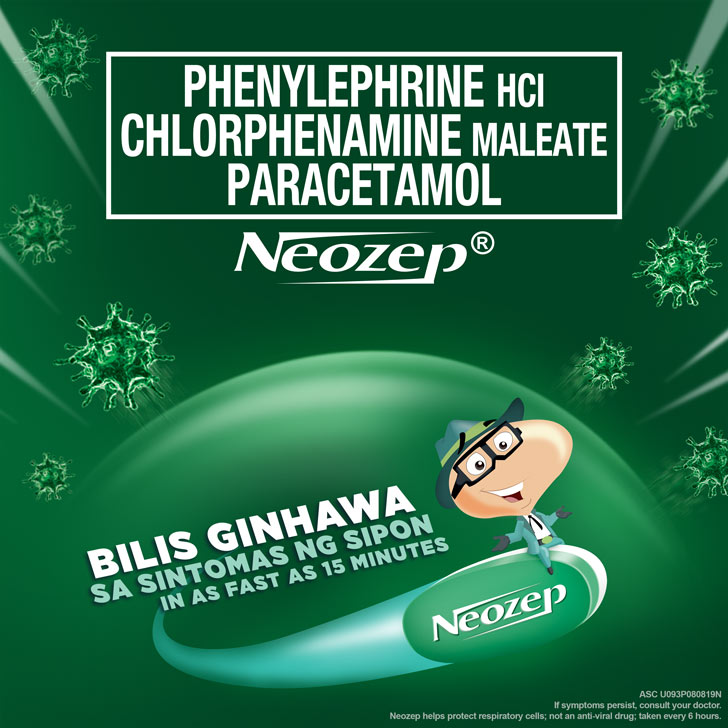 PHENYLEPHRINE HCl
CHLORPHENAMINE MALEATE
PARACETAMOL
Neozep®
BILIS GINHAWA
SA SINTOMAS NG SIPON
IN AS FAST AS 15 MINUTES
Neozep
ASC U093P080819N
If symptoms persist, consult your doctor.
Neozep helps protect respiratory cells; not an anti-viral drug; taken every 6 hours.